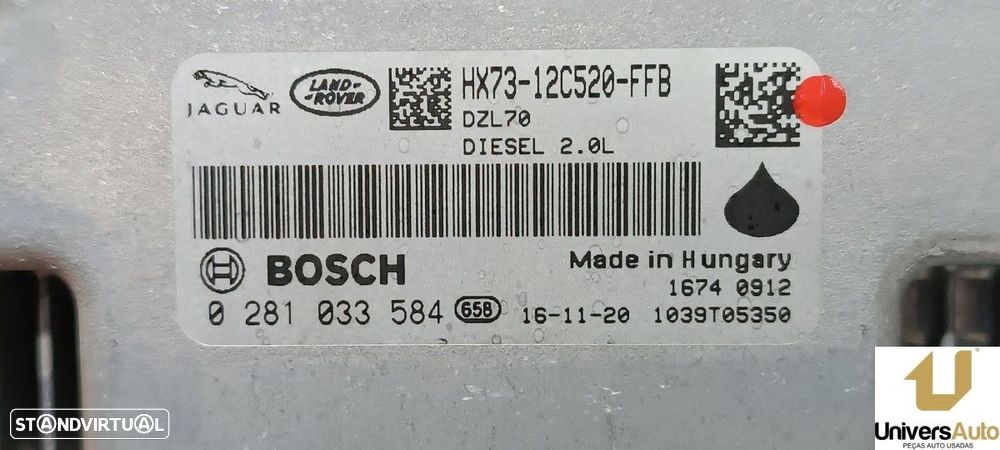 JAGUAR
LAND-
-ROVER
HX73-12C520-FFB
DZL70
DIESEL 2.0L
BOSCH
Made in Hungary
1674 0912
0 281 033 584 65B 16-11-20 1039T05350
STANDVIRTUAL
UniversAuto
PEÇAS AUTO USADAS